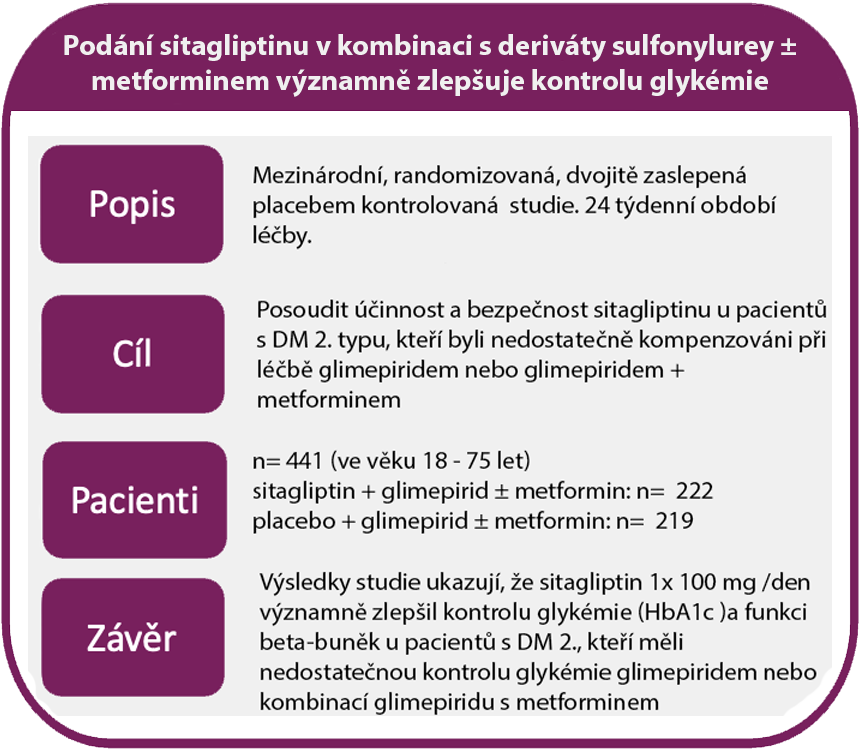 Podání sitagliptinu v kombinaci s deriváty sulfonylurey ±
metforminem významně zlepšuje kontrolu glykémie
Popis
Mezinárodní, randomizovaná, dvojitě zaslepená
placebem kontrolovaná studie. 24 týdenní období
léčby.
Cíl
Posoudit účinnost a bezpečnost sitagliptinu u pacientů
s DM 2. typu, kteří byli nedostatečně kompenzováni při
léčbě glimepiridem nebo glimepiridem +
metforminem
Pacienti
n= 441 (ve věku 18 - 75 let)
sitagliptin + glimepirid ± metformin: n= 222
placebo + glimepirid ± metformin: n= 219
Závěr
Výsledky studie ukazují, že sitagliptin 1x 100 mg /den
významně zlepšil kontrolu glykémie (HbA1c )a funkci
beta-buněk u pacientů s DM 2., kteří měli
nedostatečnou kontrolu glykémie glimepiridem nebo
kombinací glimepiridu s metforminem